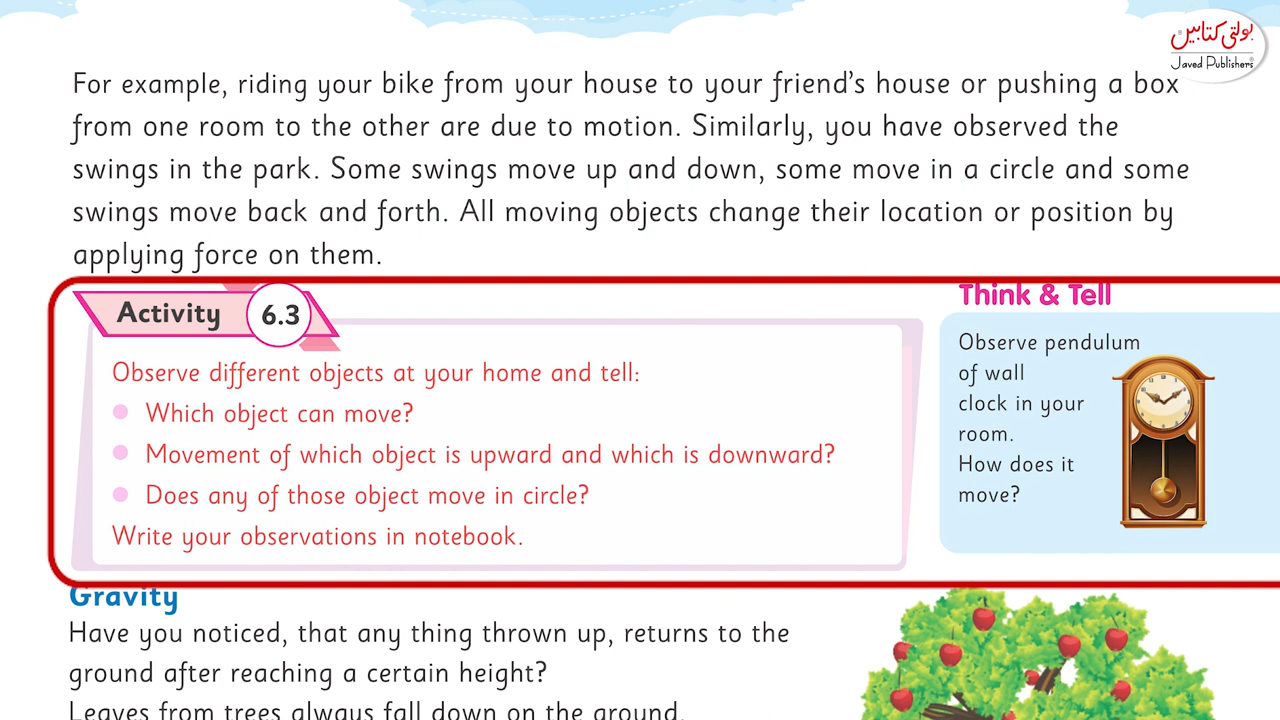 بولتی کتابیں
Javed Publishers
For example, riding your bike from your house to your friend's house or pushing a box
from one room to the other are due to motion. Similarly, you have observed the
swings in the park. Some swings move up and down, some move in a circle and some
swings move back and forth. All moving objects change their location or position by
applying force on them.
Activity 6.3
Observe different objects at your home and tell:
Which object can move?
Movement of which object is upward and which is downward?
Does any of those object move in circle?
Write your observations in notebook.
Think & Tell
Observe pendulum
of wall
clock in your
room.
How does it
move?
Gravity
Have you noticed, that any thing thrown up, returns to the
ground after reaching a certain height?
Leaves from trees always fall down on the ground.